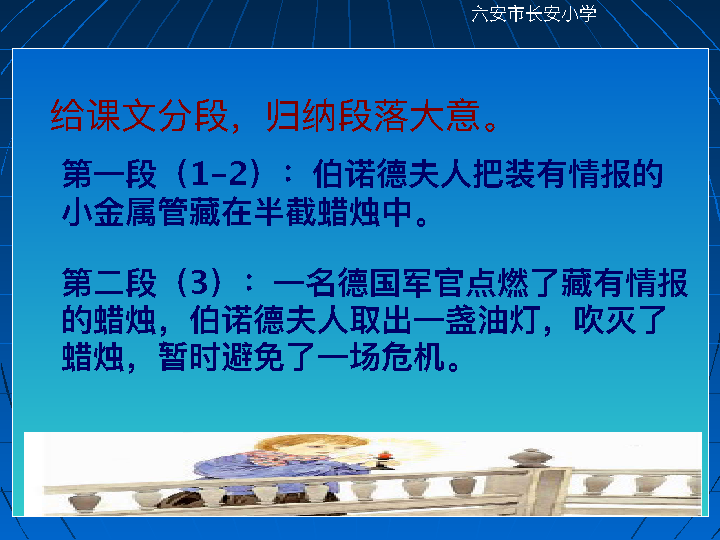 六安市长安小学
给课文分段，归纳段落大意。
第一段（1–2）：伯诺德夫人把装有情报的
小金属管藏在半截蜡烛中。
第二段（3）：一名德国军官点燃了藏有情报
的蜡烛，伯诺德夫人取出一盏油灯，吹灭了
蜡烛，暂时避免了一场危机。